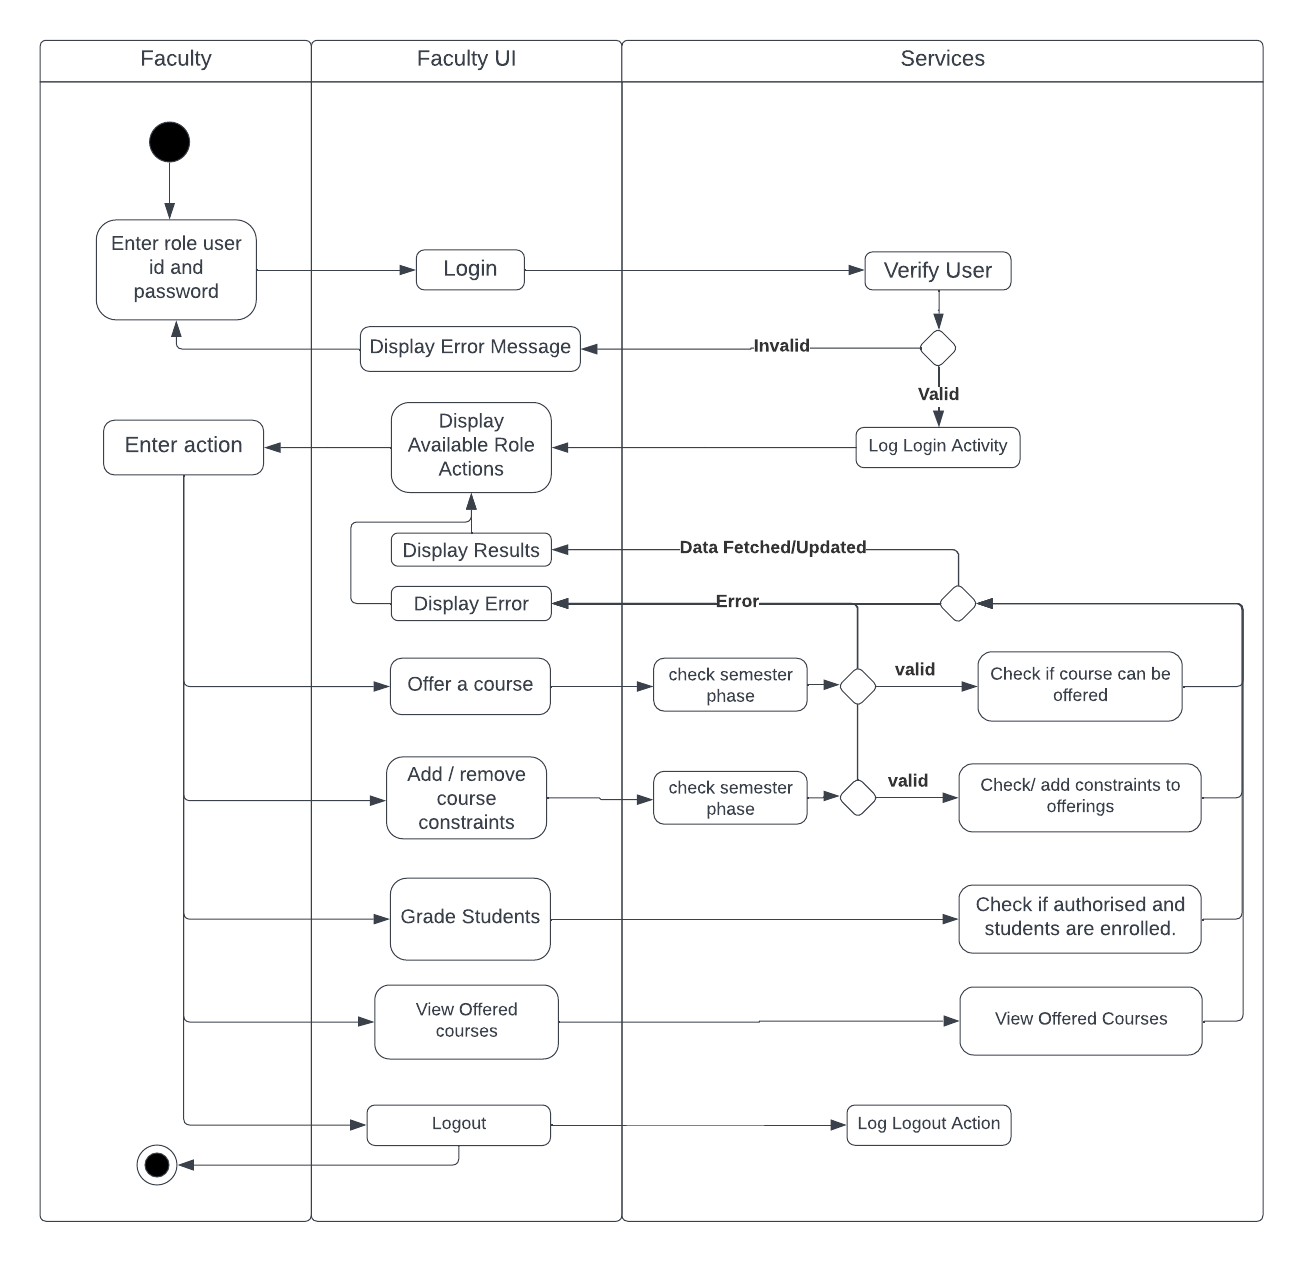 Faculty
Faculty UI
Services
Enter role user
id and
password
Login
Verify User
Display Error Message
Invalid
Valid
Enter action
Display
Available Role
Actions
Log Login Activity
Display Results
Data Fetched/Updated
Display Error
Error
Offer a course
check semester
phase
valid
Check if course can be
offered
Add / remove
course
constraints
check semester
phase
valid
Check/ add constraints to
offerings
Grade Students
Check if authorised and
students are enrolled.
View Offered
courses
View Offered Courses
Logout
Log Logout Action